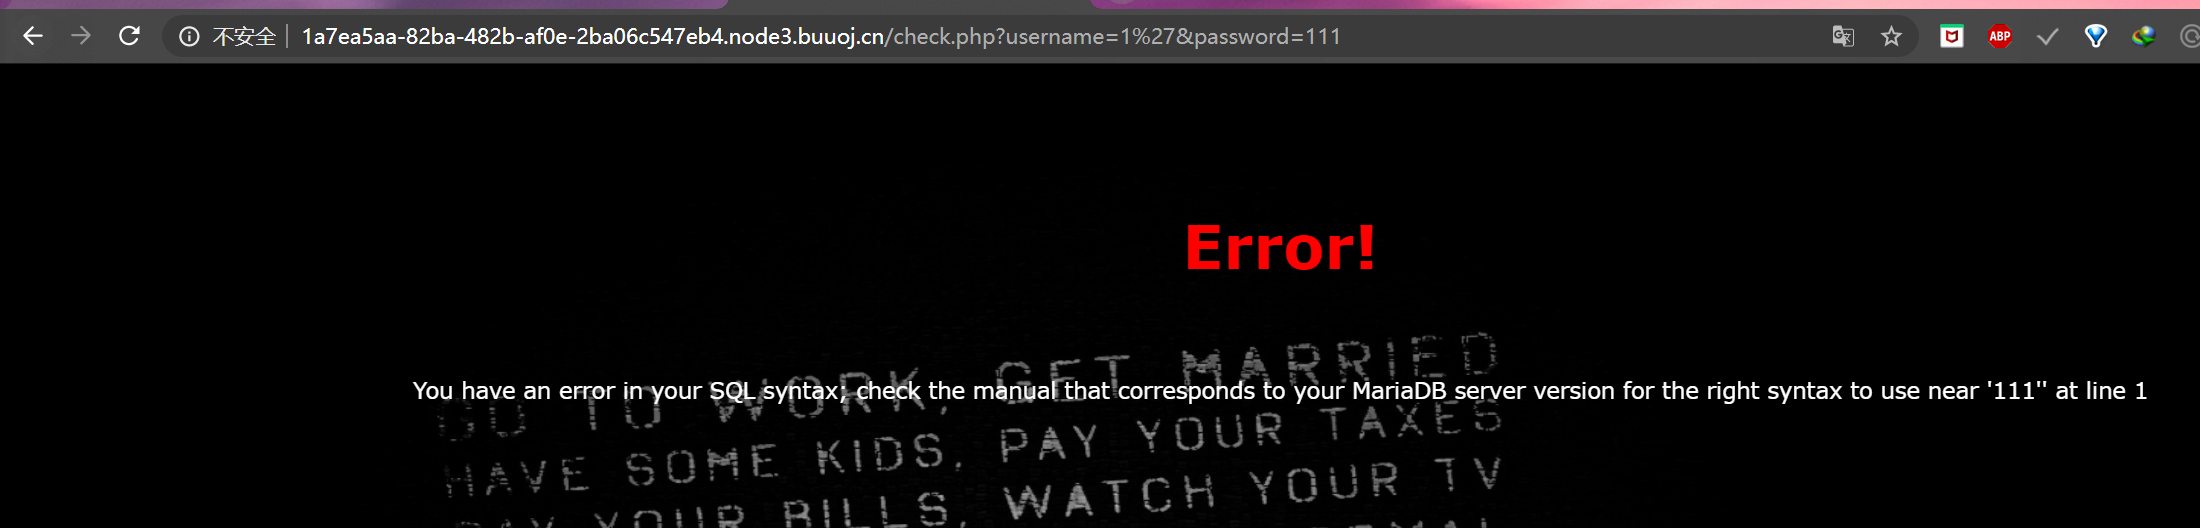 不安全 1a7ea5aa-82ba-482b-af0e-2ba06c547eb4.node3.buuoj.cn/check.php?username=1%27&password=111
ABP
Error!
GO TO WORK, GET MARRIED
You have an error in your SQL syntax; check the manual that corresponds to your MariaDB server version for the right syntax to use near '111'' at line 1
HAVE SOME KIDS, PAY YOUR TAXES
PAY YOUR BILLS, WATCH YOUR TV